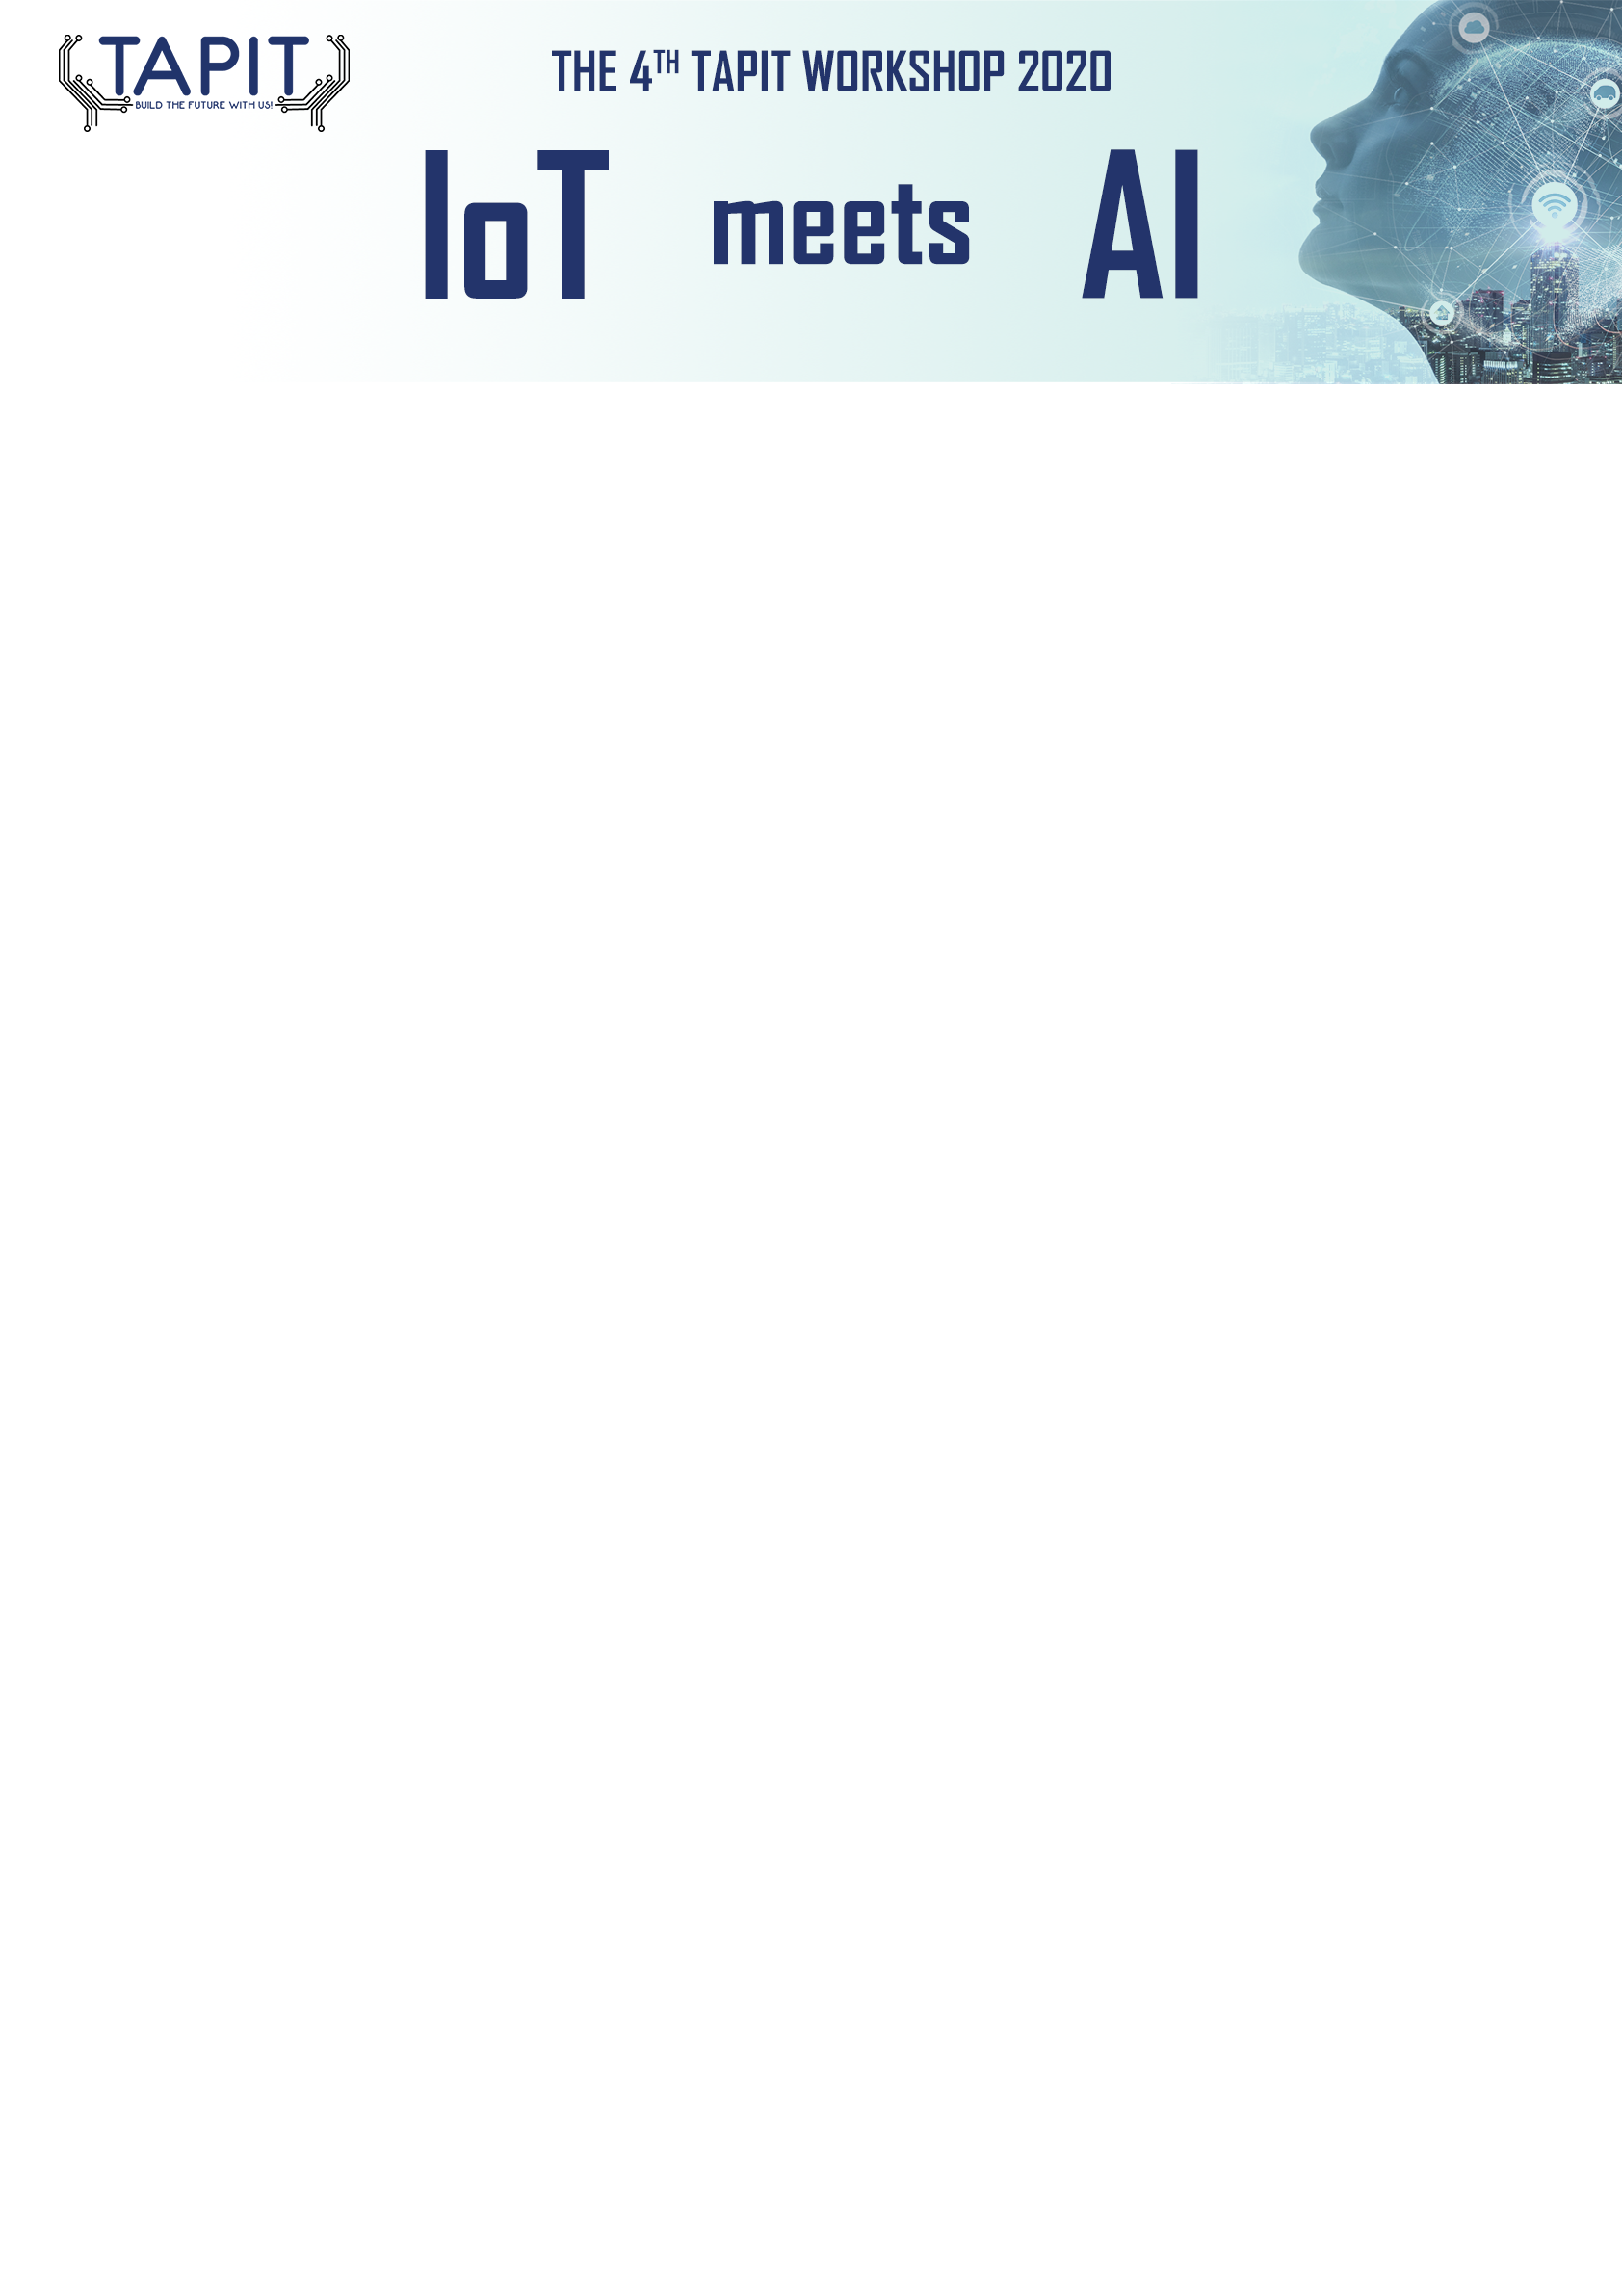 TAPIT
BUILD THE FUTURE WITH US!
THE 4TH TAPIT WORKSHOP 2020
IoT meets AI